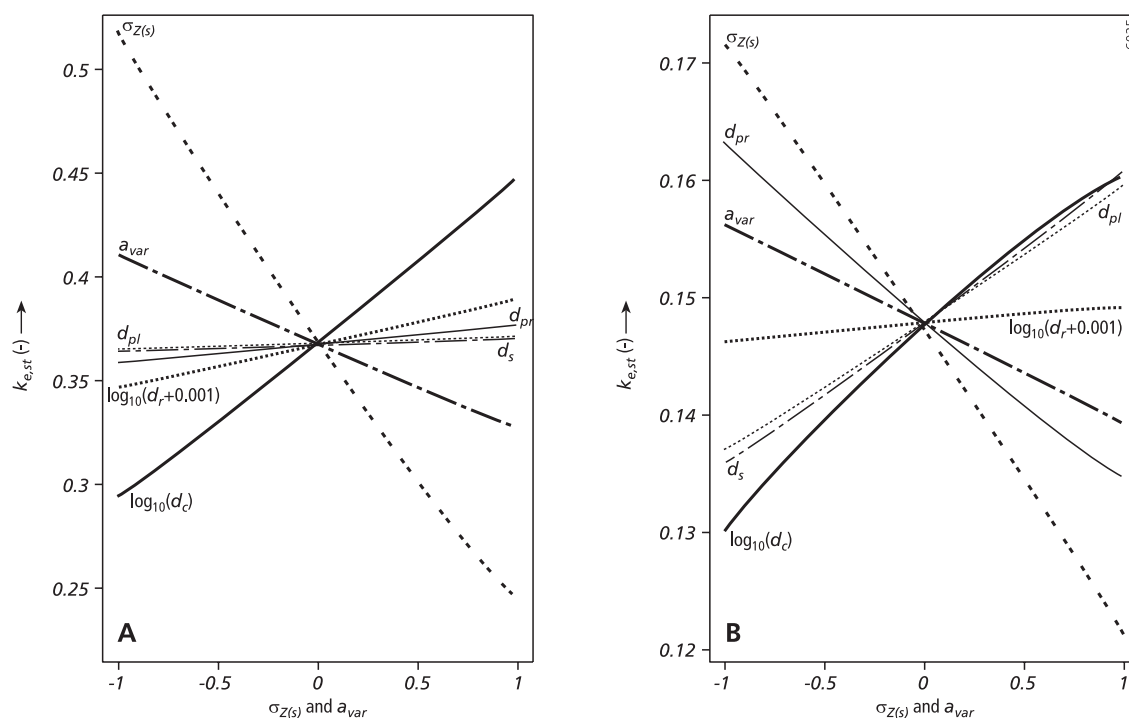 σZ(s)
0.5
0.45
avar
0.4
dpl
dpr
0.35
ds
log10(dr+0.001)
0.3
log10(dc)
0.25
A
ke,st (-)
-1 -0.5 0 0.5 1
σZ(s) and avar
σZ(s)
0.17
dpr
0.16
avar
dpl
0.15
log10(dr+0.001)
0.14
ds
0.13
log10(dc)
0.12
B
ke,st (-)
-1 -0.5 0 0.5 1
σZ(s) and avar